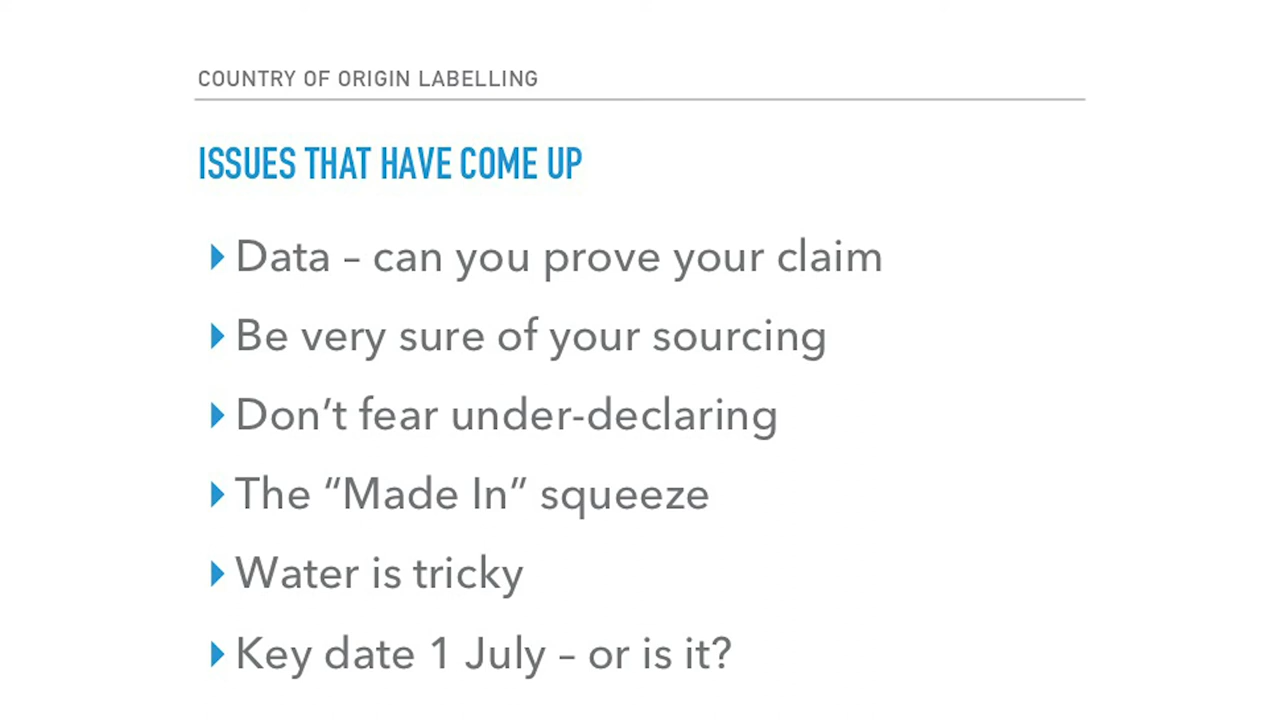 COUNTRY OF ORIGIN LABELLING
ISSUES THAT HAVE COME UP
Data – can you prove your claim
Be very sure of your sourcing
Don’t fear under-declaring
The “Made In” squeeze
Water is tricky
Key date 1 July – or is it?